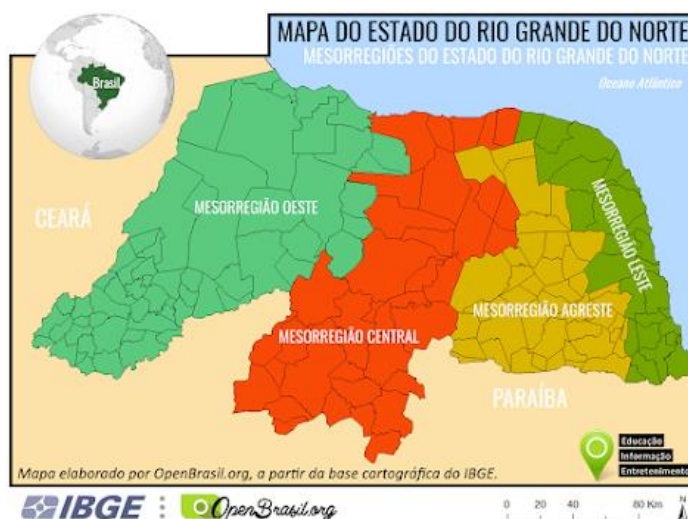 MAPA DO ESTADO DO RIO GRANDE DO NORTE
MESORREGIÕES DO ESTADO DO RIO GRANDE DO NORTE
Oceano Atlântico
Brasil
CEARÁ
MESORREGIÃO OESTE
MESORREGIÃO LESTE
MESORREGIÃO AGRESTE
MESORREGIÃO CENTRAL
PARAÍBA
Educação
Informação
Entretenimento
Mapa elaborado por OpenBrasil.org, a partir da base cartográfica do IBGE.
IBGE
OpenBrasil.org
0 20 40 80 Km
N